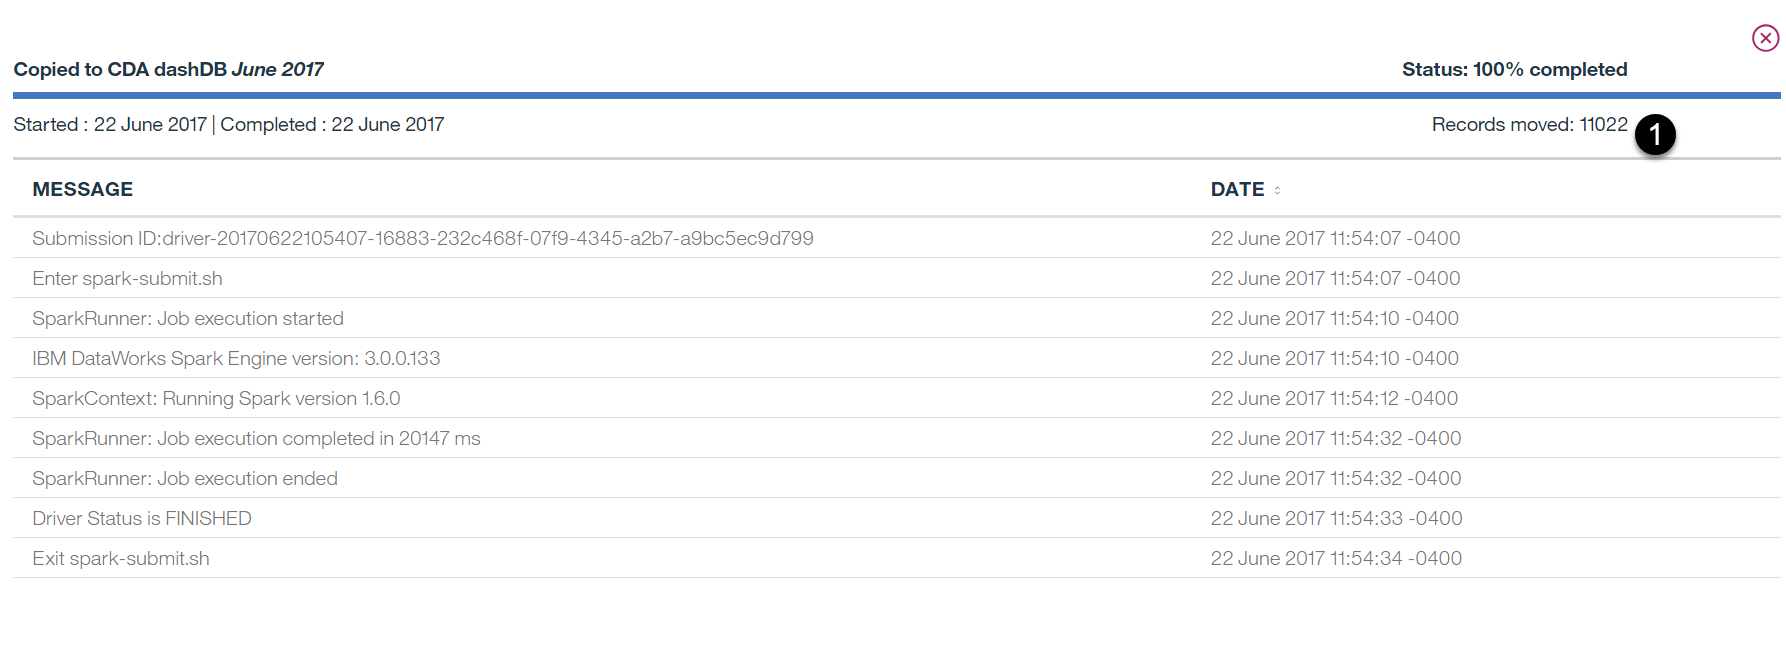 Copied to CDA dashDB June 2017 Status: 100% completed
Started : 22 June 2017 | Completed : 22 June 2017 Records moved: 11022 1
MESSAGE DATE
Submission ID:driver-20170622105407-16883-232c468f-07f9-4345-a2b7-a9bc5ec9d799 22 June 2017 11:54:07 -0400
Enter spark-submit.sh 22 June 2017 11:54:07 -0400
SparkRunner: Job execution started 22 June 2017 11:54:10 -0400
IBM DataWorks Spark Engine version: 3.0.0.133 22 June 2017 11:54:10 -0400
SparkContext: Running Spark version 1.6.0 22 June 2017 11:54:12 -0400
SparkRunner: Job execution completed in 20147 ms 22 June 2017 11:54:32 -0400
SparkRunner: Job execution ended 22 June 2017 11:54:32 -0400
Driver Status is FINISHED 22 June 2017 11:54:33 -0400
Exit spark-submit.sh 22 June 2017 11:54:34 -0400